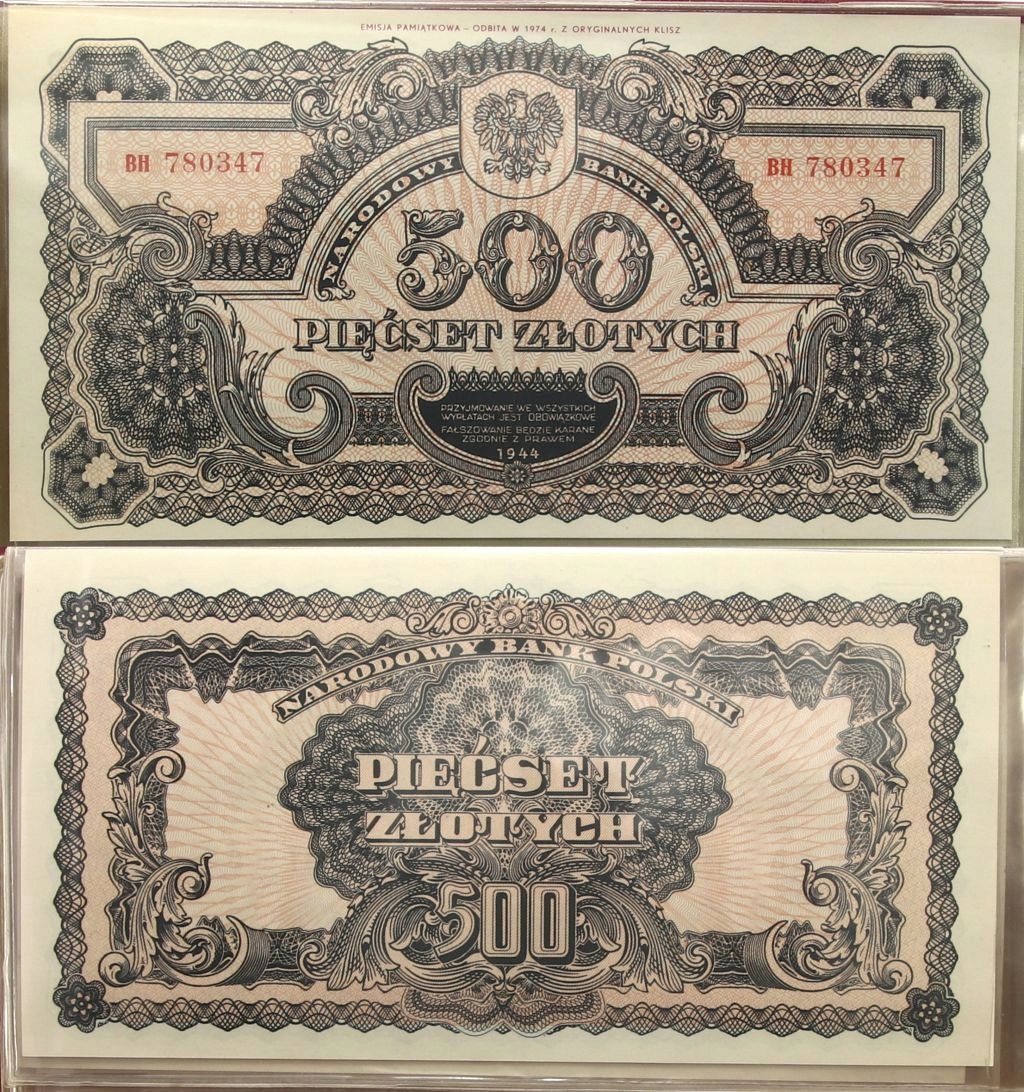 EMISJA PAMIĄTKOWA – ODBITA W 1974 r. Z ORYGINALNYCH KLISZ
BH 780347
BH 780347
NARODOWY BANK POLSKI
500
PIĘĆSET ZŁOTYCH
PRZYJMOWANIE WE WSZYSTKICH
WYPŁATACH JEST OBOWIĄZKOWE
FAŁSZOWANIE BĘDZIE KARANE
ZGODNIE Z PRAWEM
1944
NARODOWY BANK POLSKI
PIĘĆSET
ZŁOTYCH
500